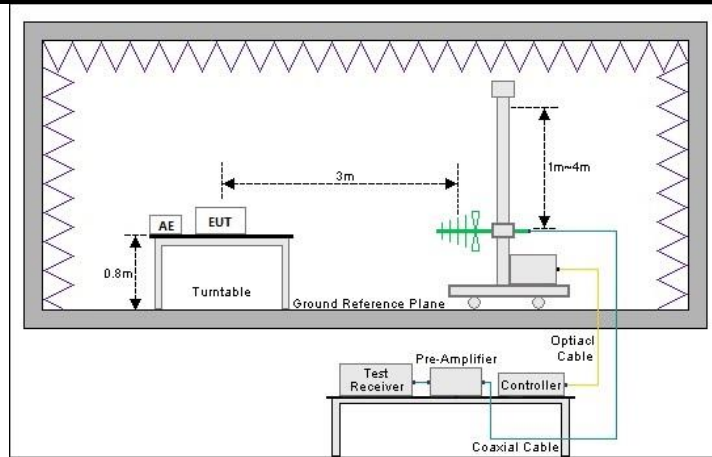 3m
1m~4m
AE
EUT
0.8m
Turntable
Ground Reference Plane
Optiacl
Cable
Pre-Amplifier
Test
Receiver
Controller
Coaxial Cable